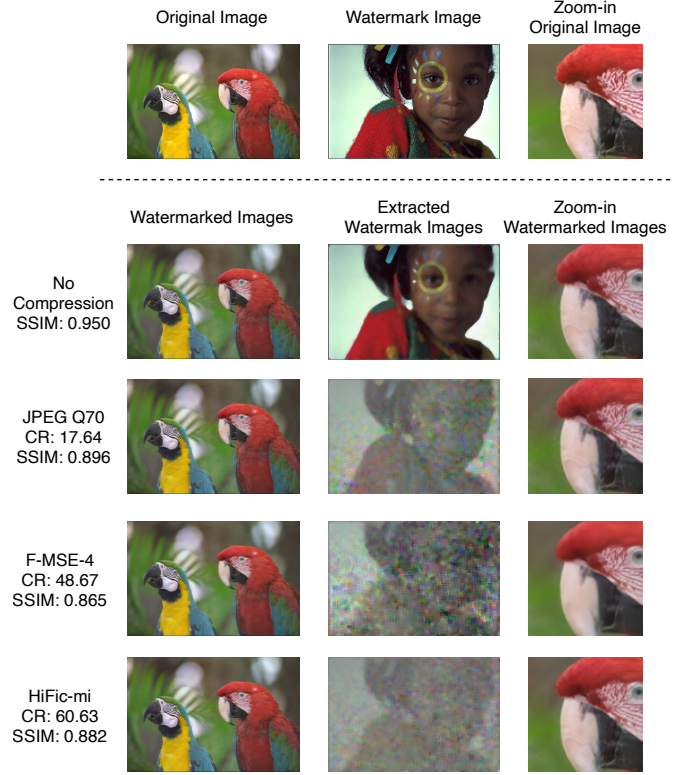 Original Image
Watermark Image
Zoom-in
Original Image
Watermarked Images
Extracted
Watermak Images
Zoom-in
Watermarked Images
No
Compression
SSIM: 0.950
JPEG Q70
CR: 17.64
SSIM: 0.896
F-MSE-4
CR: 48.67
SSIM: 0.865
HiFic-mi
CR: 60.63
SSIM: 0.882